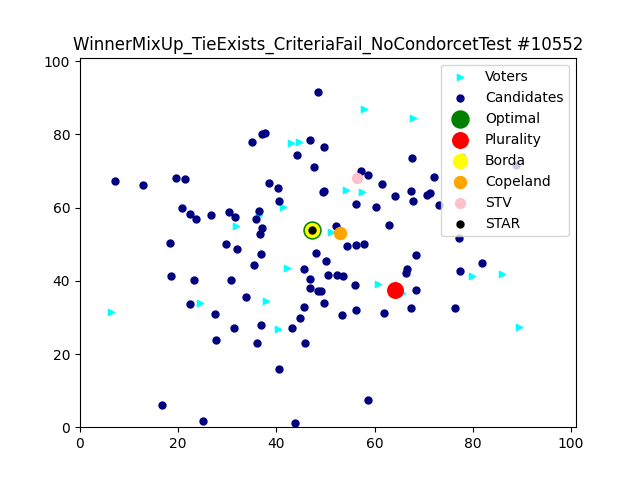 WinnerMixUp_TieExists_CriteriaFail_NoCondorcetTest #10552
100
80
60
40
20
0
0 20 40 60 80 100
Voters
Candidates
Optimal
Plurality
Borda
Copeland
STV
STAR